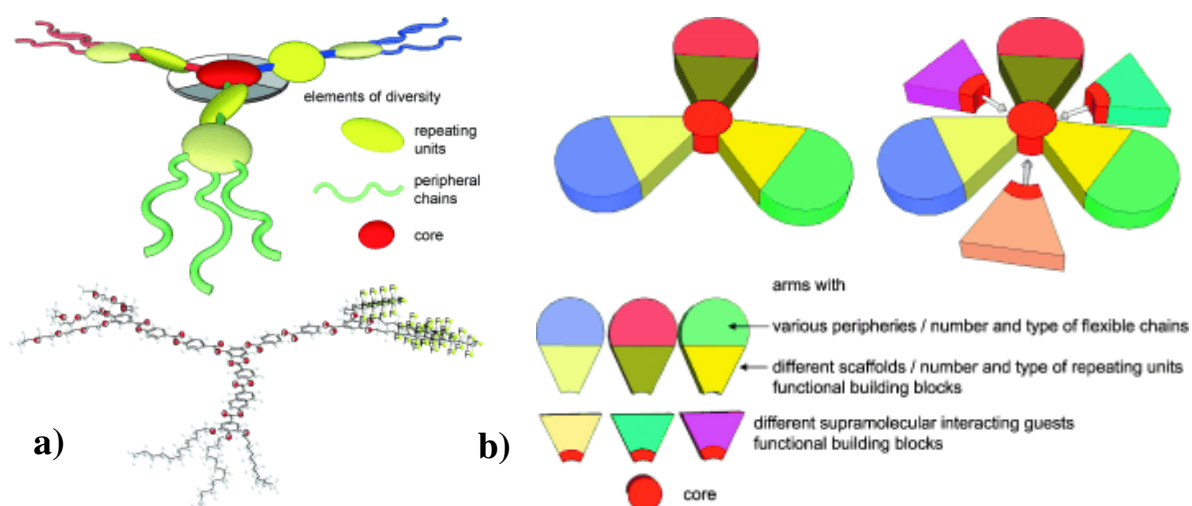 elements of diversity
repeating
units
peripheral
chains
core
a)
b)
arms with
various peripheries / number and type of flexible chains
different scaffolds / number and type of repeating units
functional building blocks
different supramolecular interacting guests
functional building blocks
core